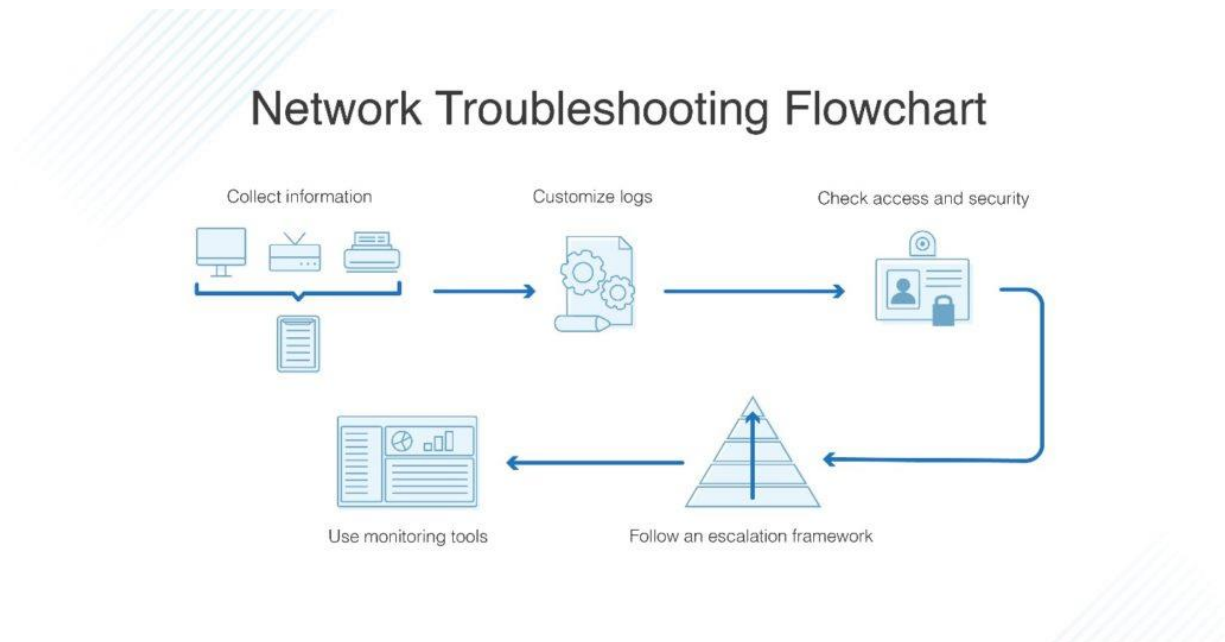 Network Troubleshooting Flowchart
Collect information
Customize logs
Check access and security
Use monitoring tools
Follow an escalation framework